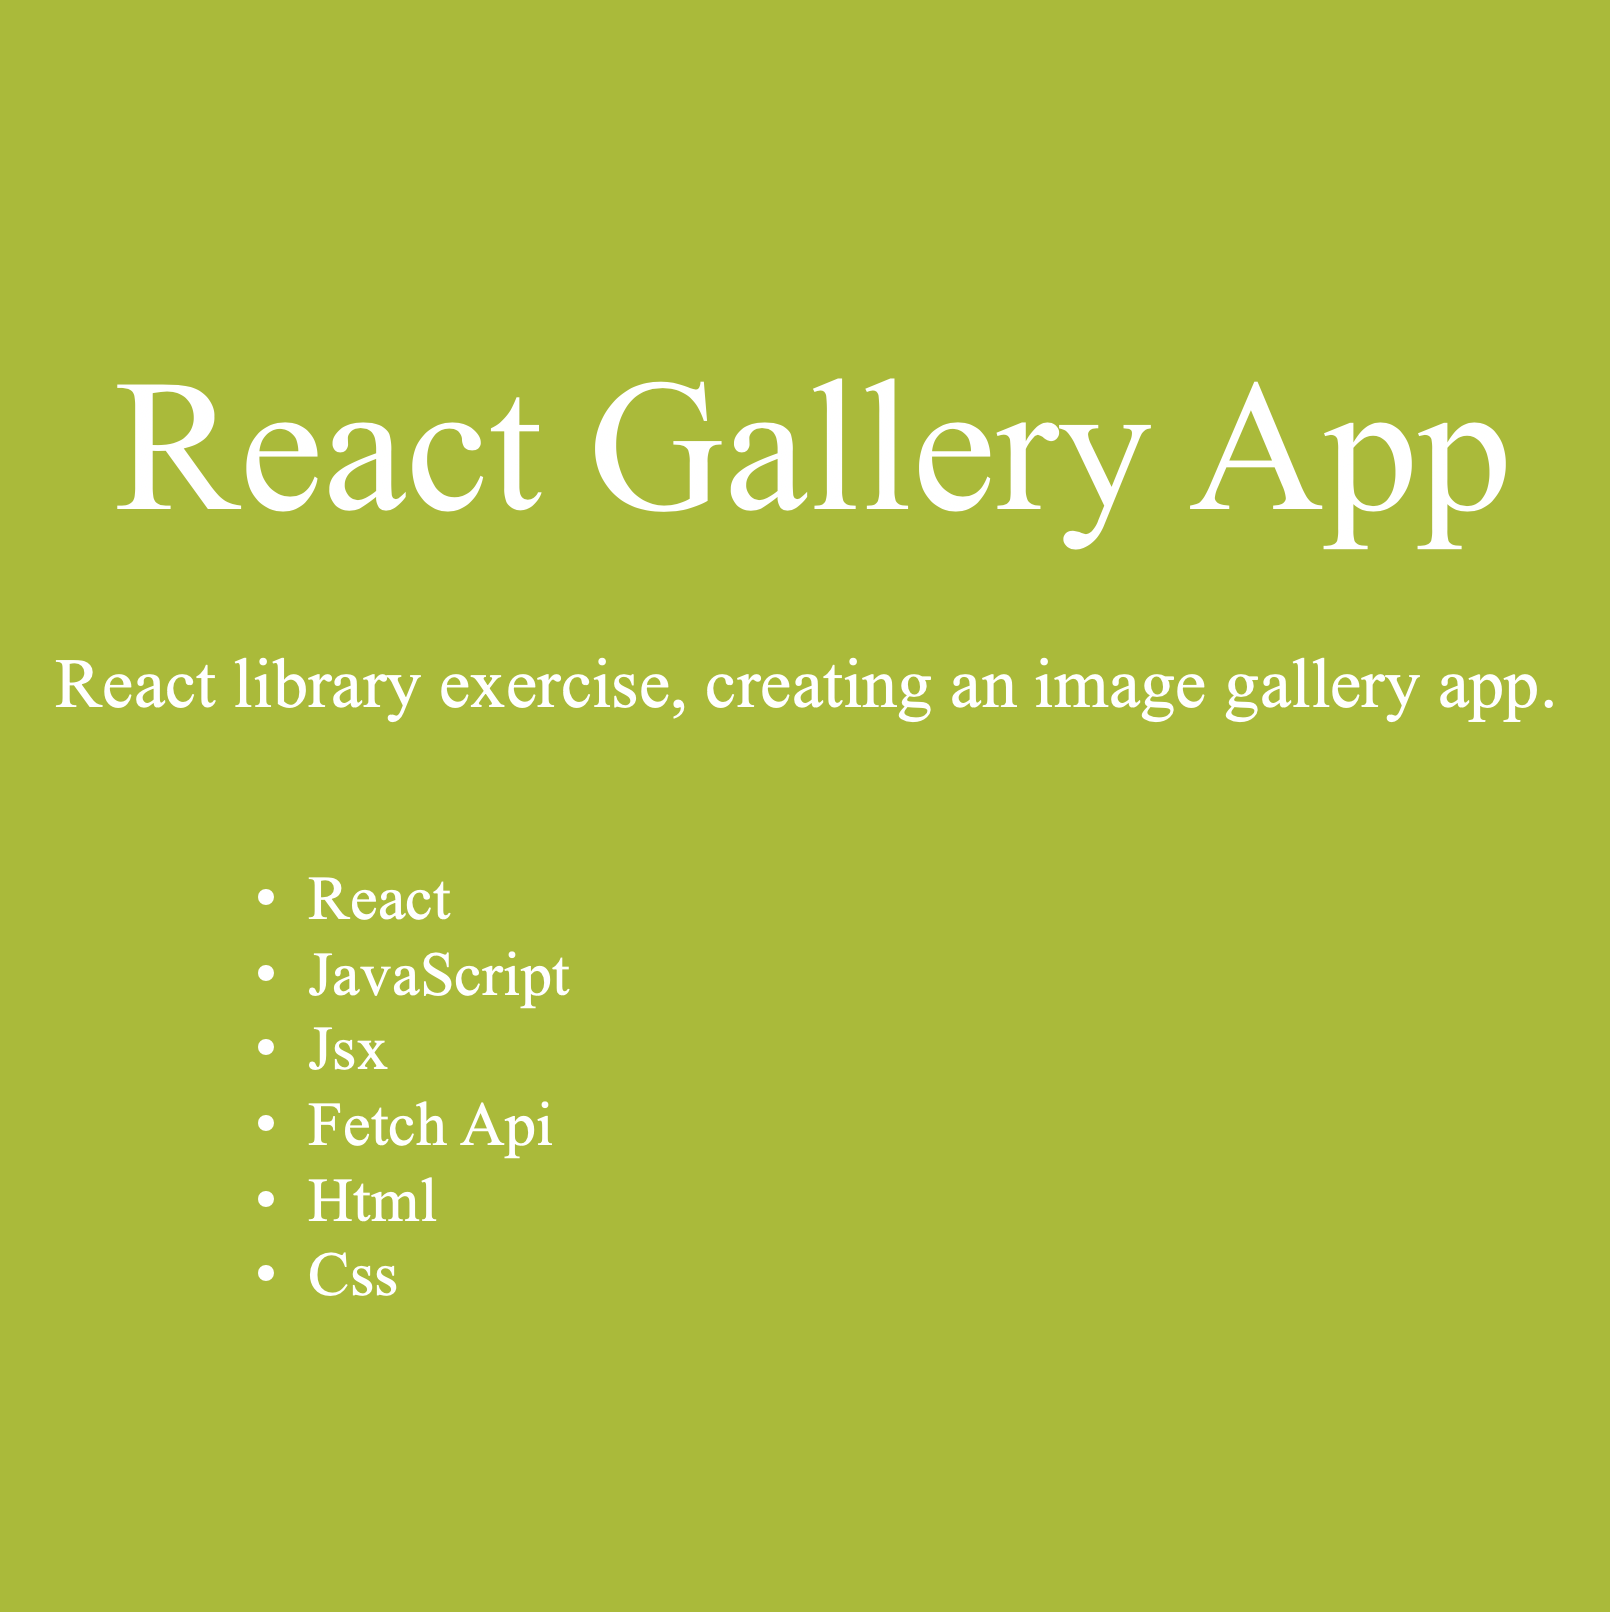 React Gallery App
React library exercise, creating an image gallery app.
• React
• JavaScript
• Jsx
• Fetch Api
• Html
• Css